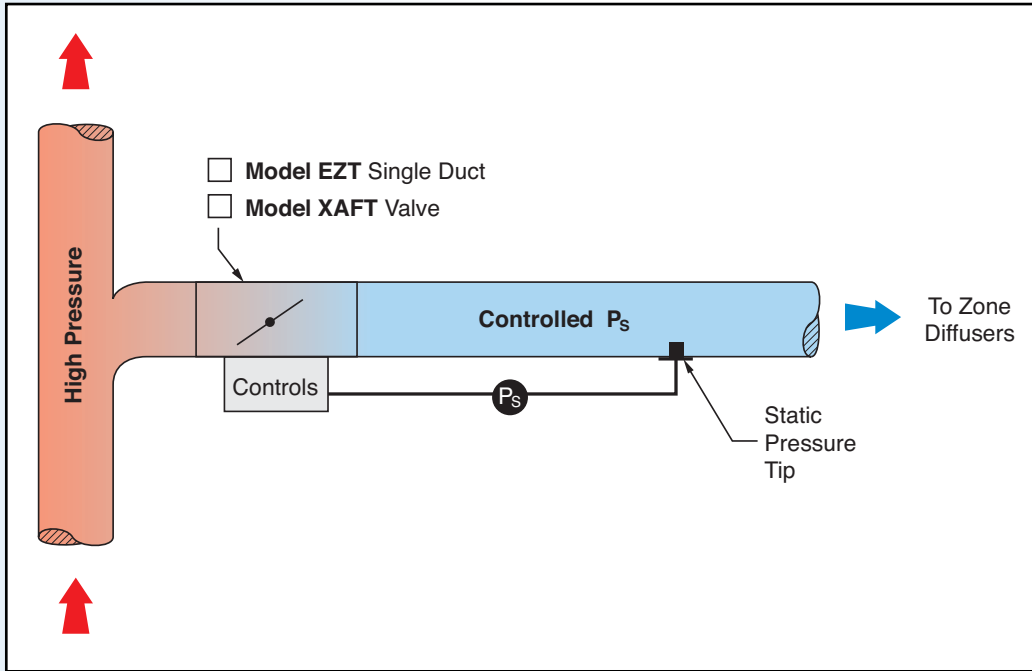 Model EZT Single Duct
Model XAFT Valve
High Pressure
Controlled PS
To Zone
Diffusers
Controls
PS
Static
Pressure
Tip